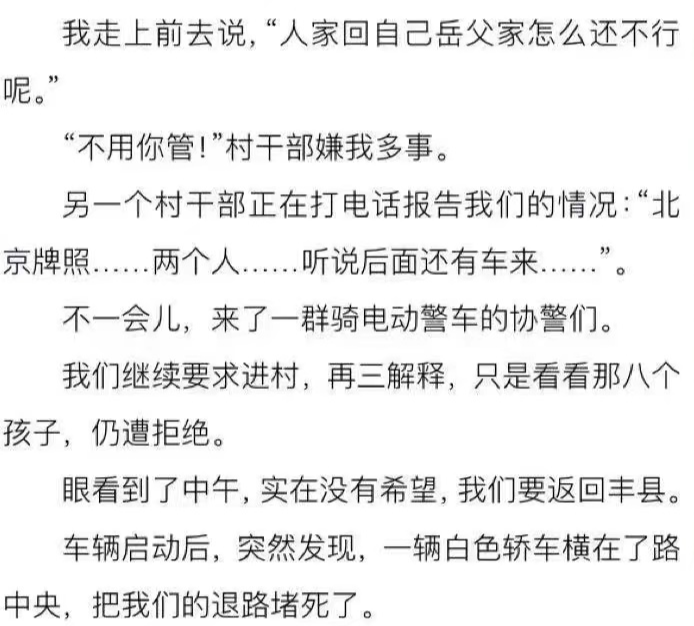 我走上前去说，“人家回自己岳父家怎么还不行
呢。”
“不用你管！”村干部嫌我多事。
另一个村干部正在打电话报告我们的情况：“北
京牌照……两个人……听说后面还有车来……”。
不一会儿，来了一群骑电动警车的协警们。
我们继续要求进村，再三解释，只是看看那八个
孩子，仍遭拒绝。
眼看到了中午，实在没有希望，我们要返回丰县。
车辆启动后，突然发现，一辆白色轿车横在了路
中央，把我们的退路堵死了。